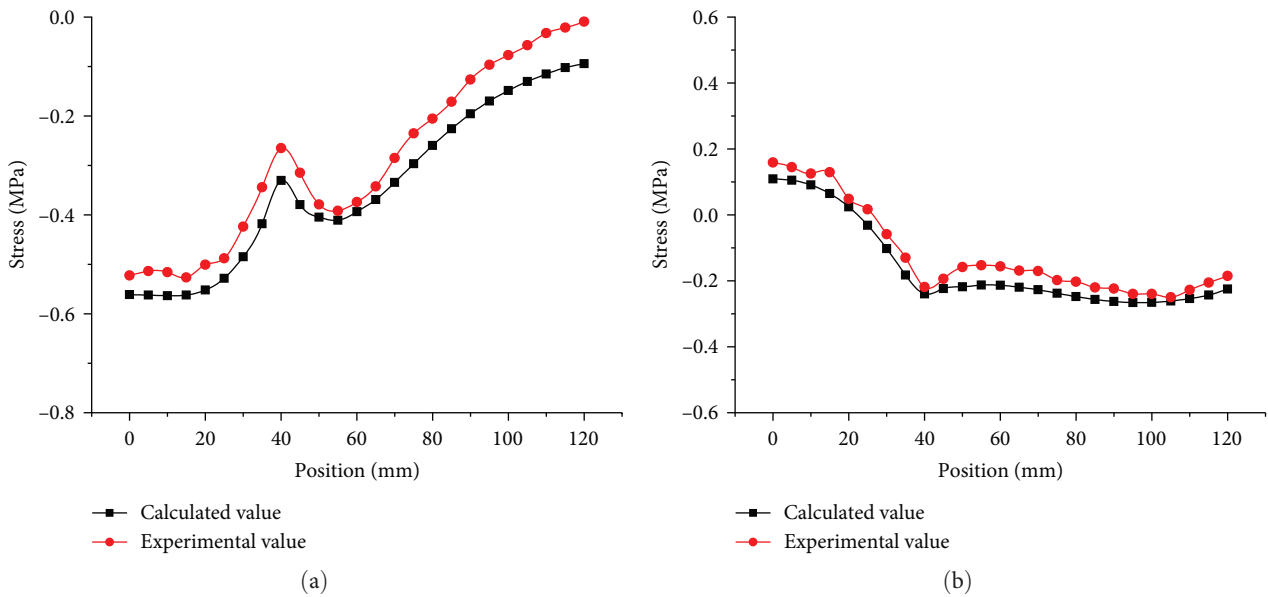 0.0
−0.2
−0.4
−0.6
−0.8
Stress (MPa)
0 20 40 60 80 100 120
Position (mm)
Calculated value
Experimental value
(a)
0.6
0.4
0.2
0.0
−0.2
−0.4
−0.6
Stress (MPa)
0 20 40 60 80 100 120
Position (mm)
Calculated value
Experimental value
(b)